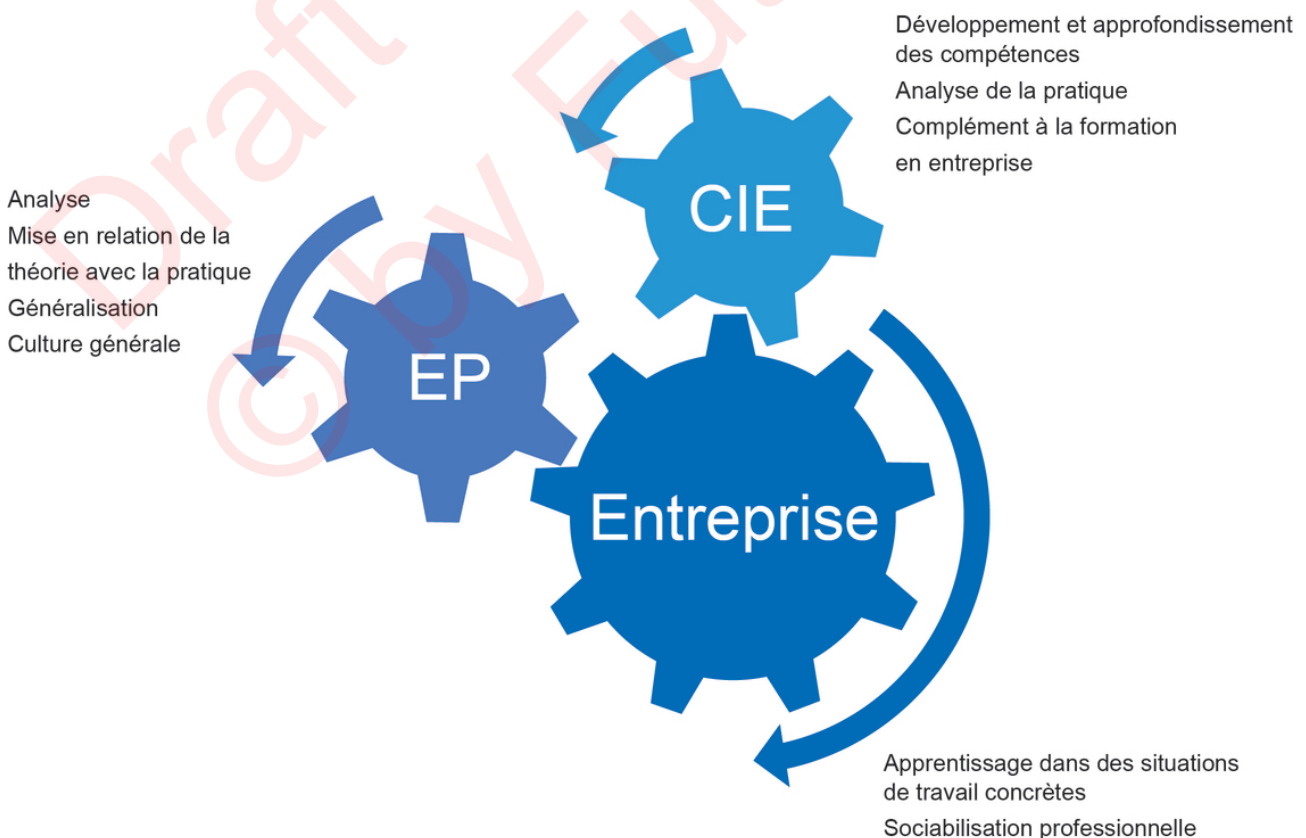 Développement et approfondissement
des compétences
Analyse de la pratique
Complément à la formation
en entreprise
CIE
Analyse
Mise en relation de la
théorie avec la pratique
Généralisation
Culture générale
EP
Entreprise
Apprentissage dans des situations
de travail concrètes
Sociabilisation professionnelle
Draft
© by Fut